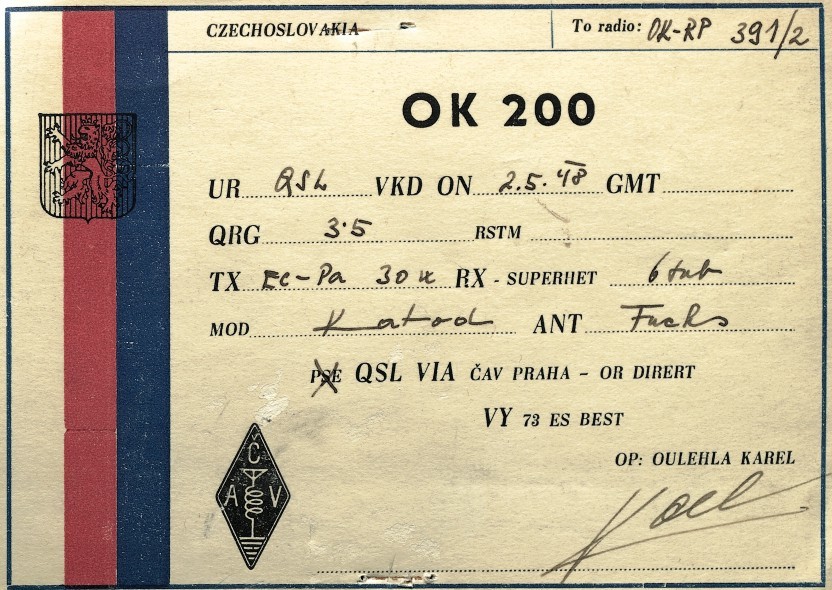 CZECHOSLOVAKIA To radio: OK-RP 391/2
OK 200
UR QSL VKD ON 2.5.48 GMT
QRG 3.5 RSTM
TX EC-Pa 30 W RX - SUPERHET 6 tub
MOD Katod ANT Fuchs
PSE QSL VIA ČAV PRAHA - OR DIRERT
VY 73 ES BEST
OP: OULEHLA KAREL
Č
A V